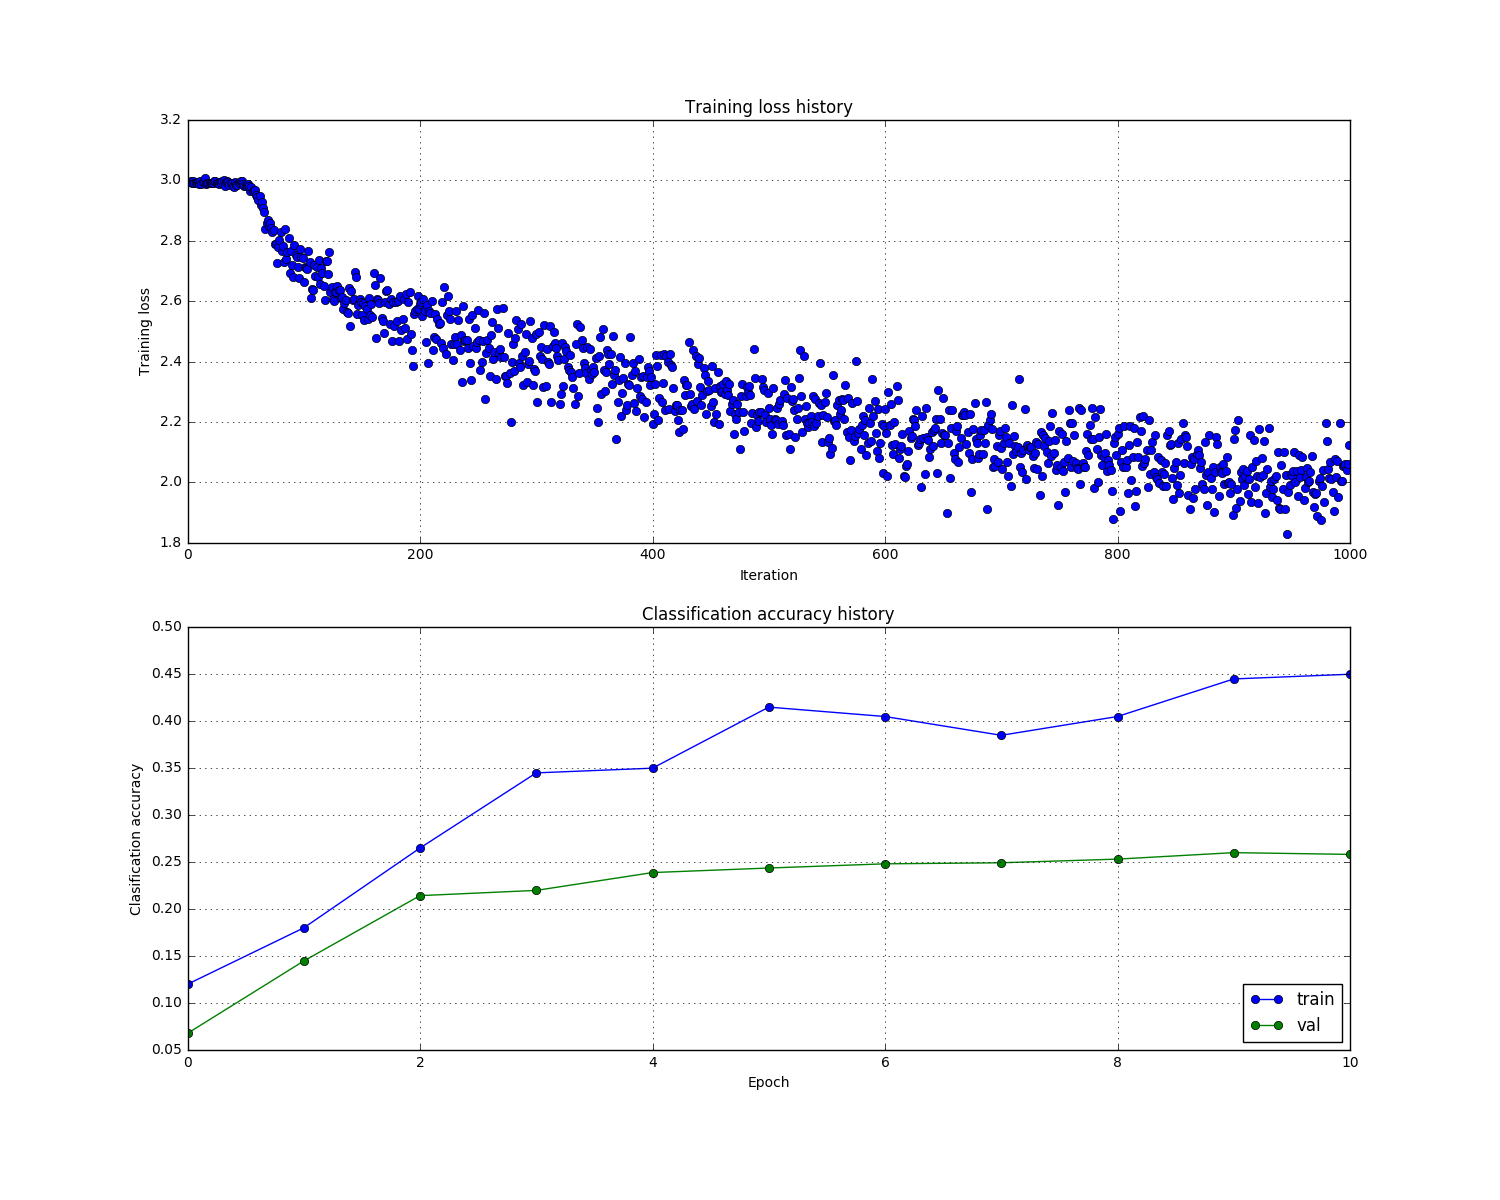 Training loss history
3.2
3.0
2.8
2.6
2.4
2.2
2.0
1.8
Training loss
0 200 400 600 800 1000
Iteration
Classification accuracy history
0.50
0.45
0.40
0.35
0.30
0.25
0.20
0.15
0.10
0.05
Clasification accuracy
train
val
0 2 4 6 8 10
Epoch